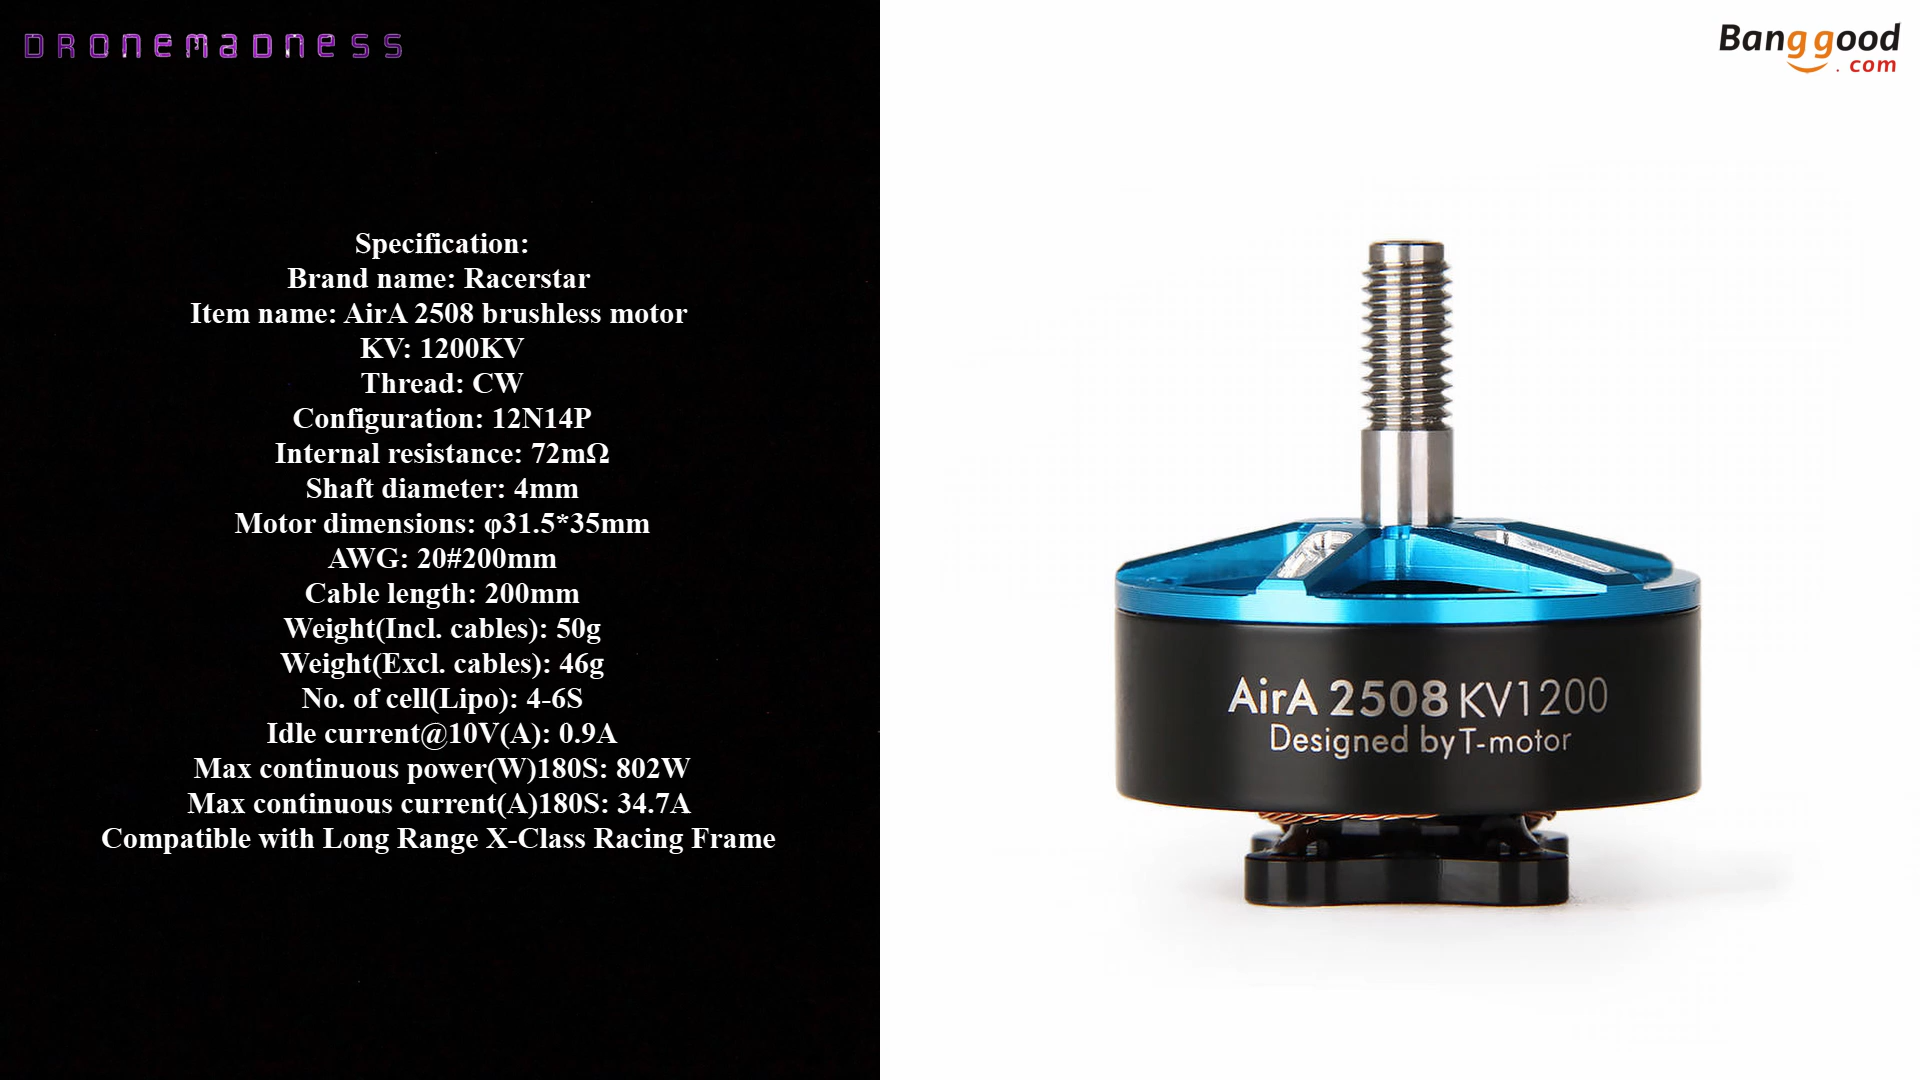 DRONEMADNESS
Banggood
.com
Specification:
Brand name: Racerstar
Item name: AirA 2508 brushless motor
KV: 1200KV
Thread: CW
Configuration: 12N14P
Internal resistance: 72mΩ
Shaft diameter: 4mm
Motor dimensions: φ31.5*35mm
AWG: 20#200mm
Cable length: 200mm
Weight(Incl. cables): 50g
Weight(Excl. cables): 46g
No. of cell(Lipo): 4-6S
Idle current@10V(A): 0.9A
Max continuous power(W)180S: 802W
Max continuous current(A)180S: 34.7A
Compatible with Long Range X-Class Racing Frame
AirA 2508 KV1200
Designed by T-motor